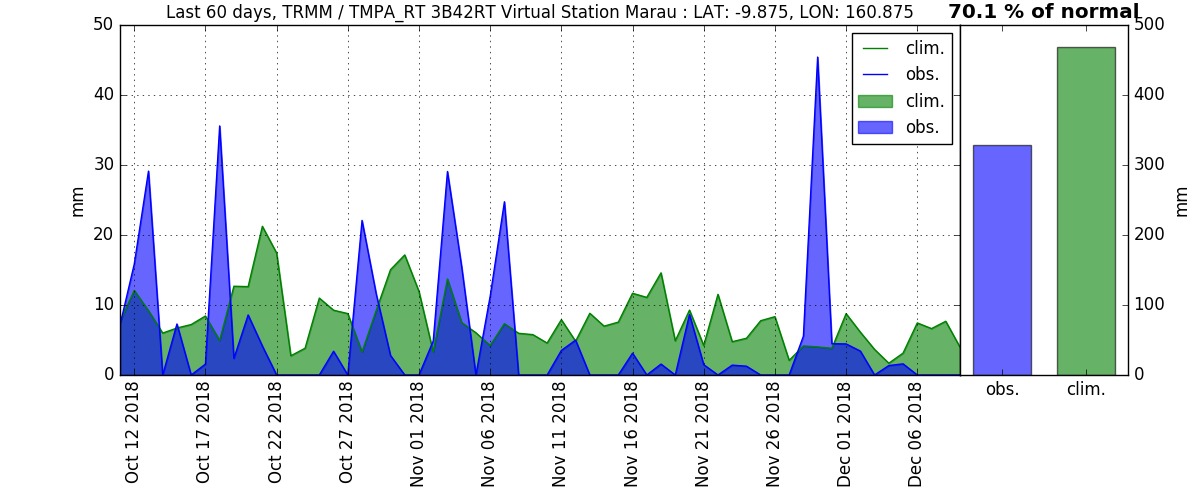 Last 60 days, TRMM / TMPA_RT 3B42RT Virtual Station Marau : LAT: -9.875, LON: 160.875
70.1 % of normal
50
40
30
20
10
0
mm
clim.
obs.
clim.
obs.
500
400
300
200
100
0
mm
obs.
clim.
Oct 12 2018
Oct 17 2018
Oct 22 2018
Oct 27 2018
Nov 01 2018
Nov 06 2018
Nov 11 2018
Nov 16 2018
Nov 21 2018
Nov 26 2018
Dec 01 2018
Dec 06 2018